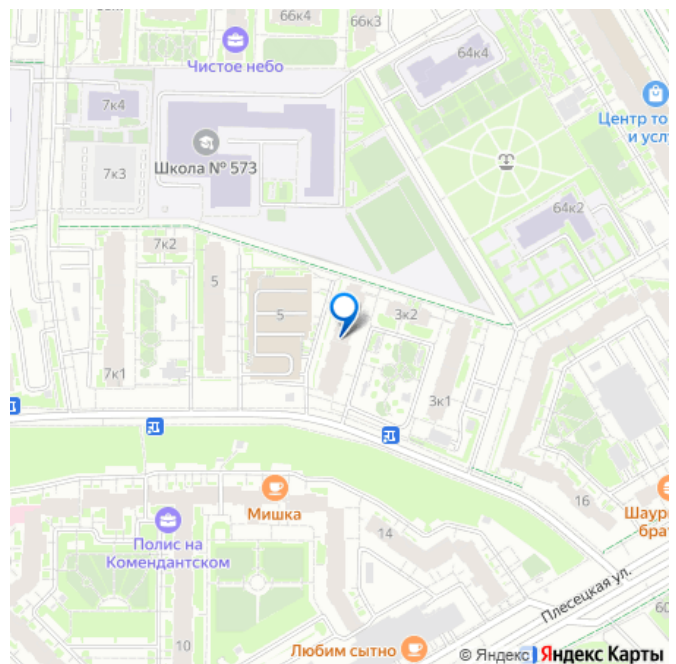 66к4
66к3
Чистое небо
64к4
7к4
Центр то
и усл
Школа № 573
7к3
64к2
7к2
5
5
3к2
7к1
3к1
Мишка
16
Шаур
бра
Полис на
Комендантском
14
Плесецкая ул.
60
10
Любим сытно
© Яндекс Яндекс Карты